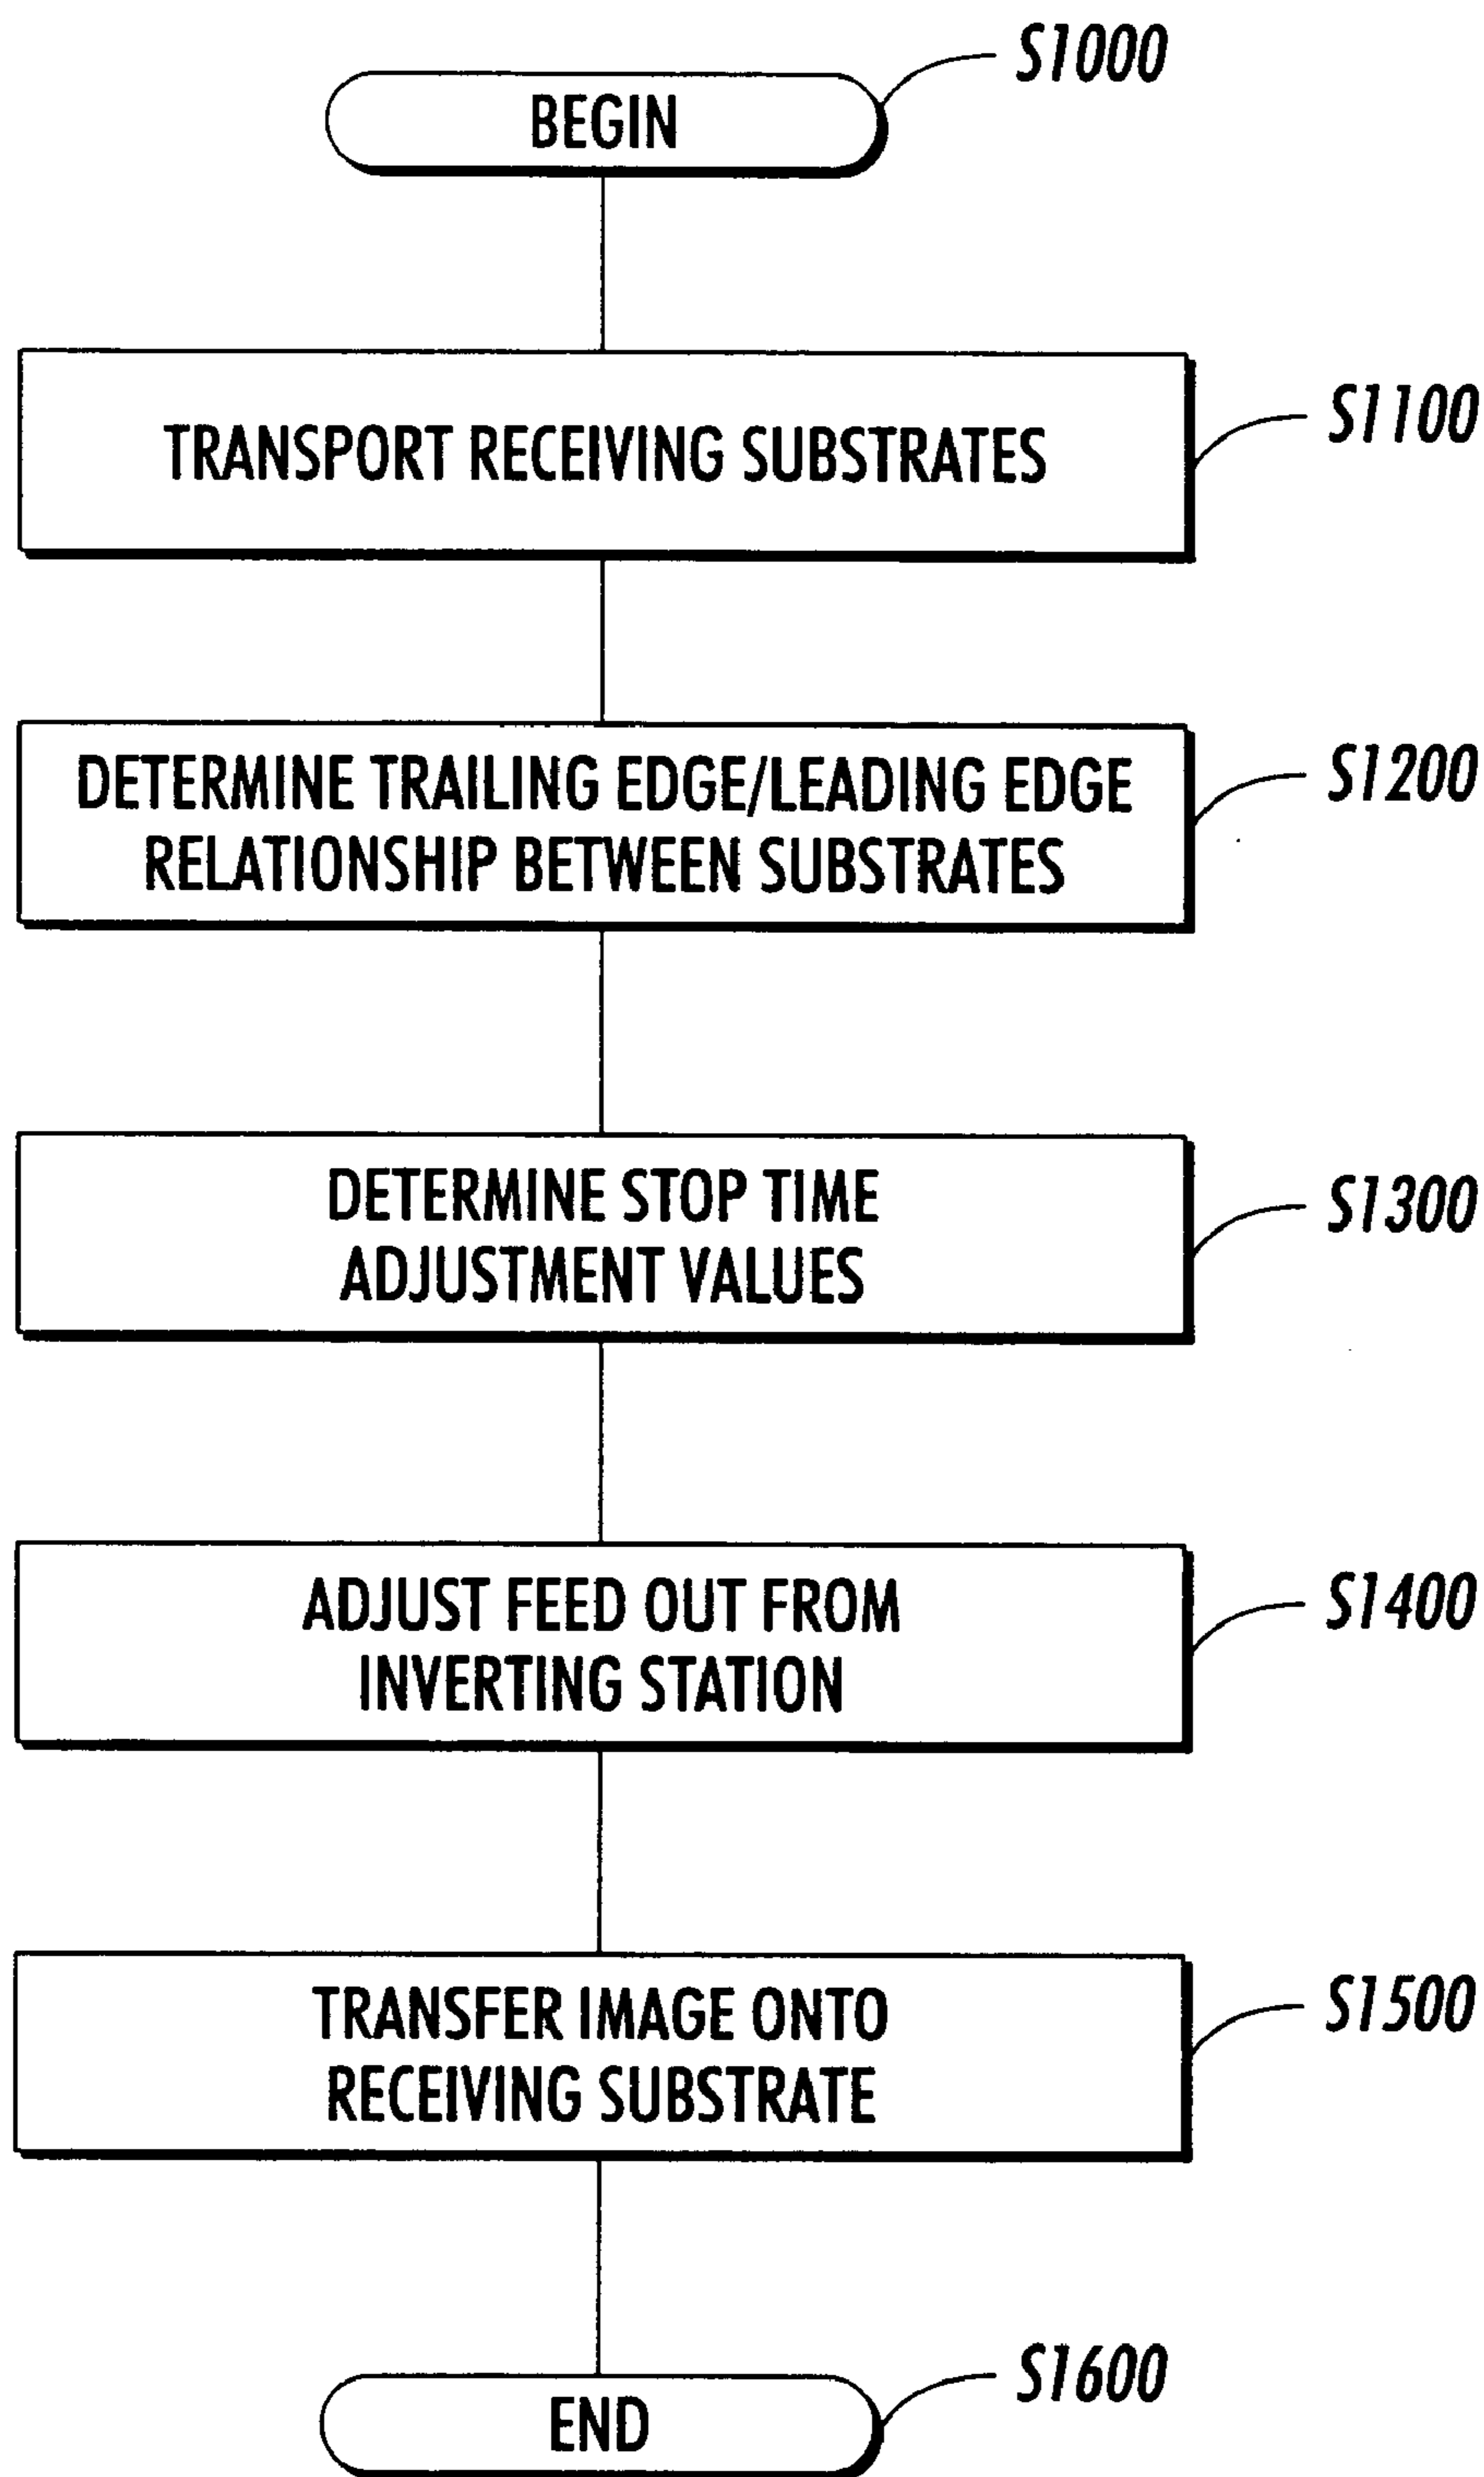 S1000
BEGIN
S1100
TRANSPORT RECEIVING SUBSTRATES
S1200
DETERMINE TRAILING EDGE/LEADING EDGE
RELATIONSHIP BETWEEN SUBSTRATES
S1300
DETERMINE STOP TIME
ADJUSTMENT VALUES
S1400
ADJUST FEED OUT FROM
INVERTING STATION
S1500
TRANSFER IMAGE ONTO
RECEIVING SUBSTRATE
S1600
END